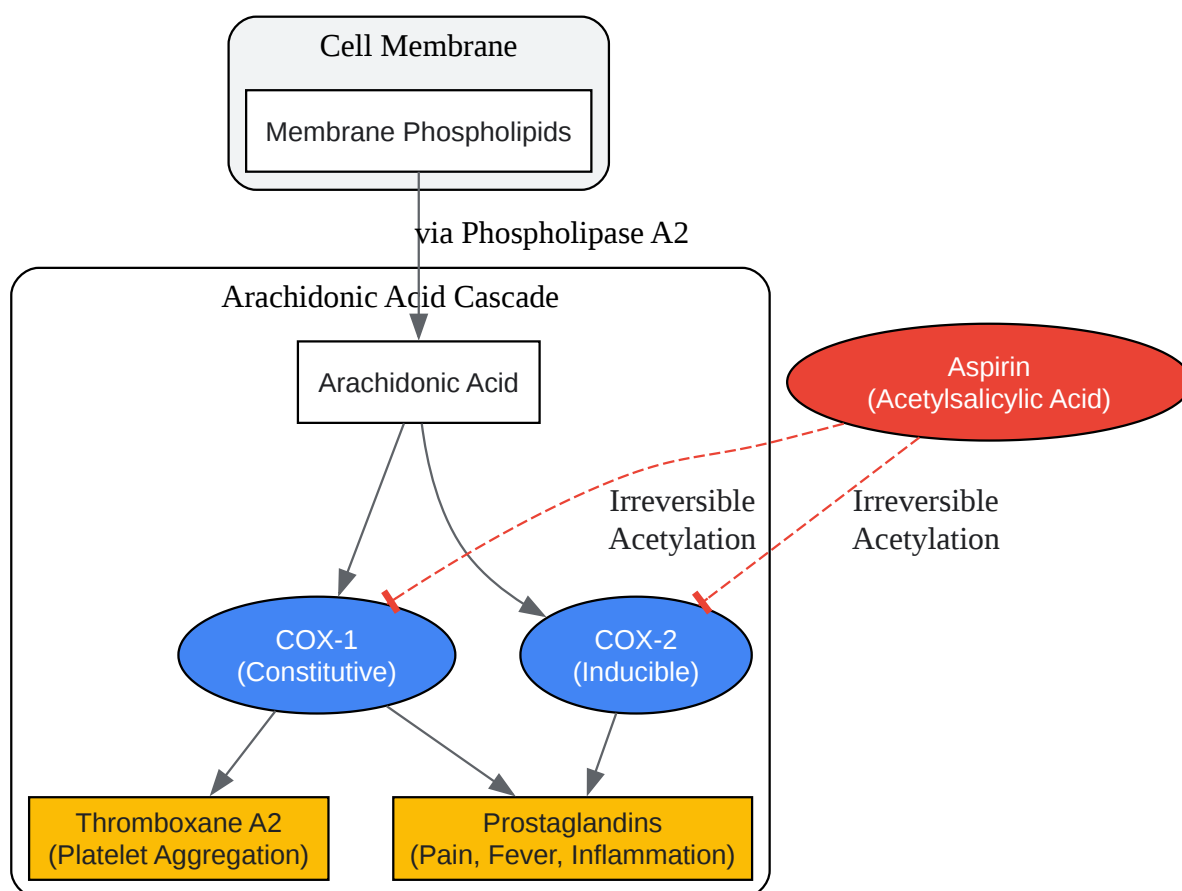 Cell Membrane
Membrane Phospholipids
via Phospholipase A2
Arachidonic Acid Cascade
Arachidonic Acid
Aspirin
(Acetylsalicylic Acid)
Irreversible
Acetylation
Irreversible
Acetylation
COX-1
(Constitutive)
COX-2
(Inducible)
Thromboxane A2
(Platelet Aggregation)
Prostaglandins
(Pain, Fever, Inflammation)